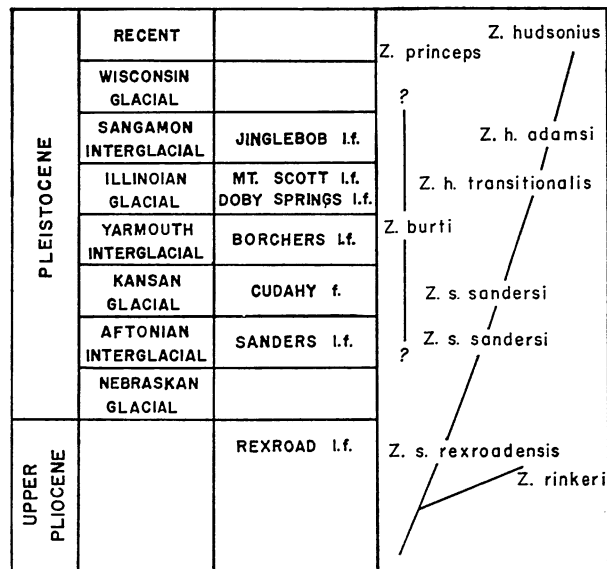 RECENT
Z. hudsonius
Z. princeps
WISCONSIN
GLACIAL
?
SANGAMON
INTERGLACIAL
JINGLEBOB l.f.
Z. h. adamsi
ILLINOIAN
GLACIAL
MT. SCOTT l.f.
DOBY SPRINGS l.f.
Z. h. transitionalis
YARMOUTH
INTERGLACIAL
BORCHERS l.f.
Z. burti
KANSAN
GLACIAL
CUDAHY f.
Z. s. sandersi
AFTONIAN
INTERGLACIAL
SANDERS l.f.
?
Z. s. sandersi
NEBRASKAN
GLACIAL
PLEISTOCENE
REXROAD l.f.
Z. s. rexroadensis
Z. rinkeri
UPPER
PLIOCENE